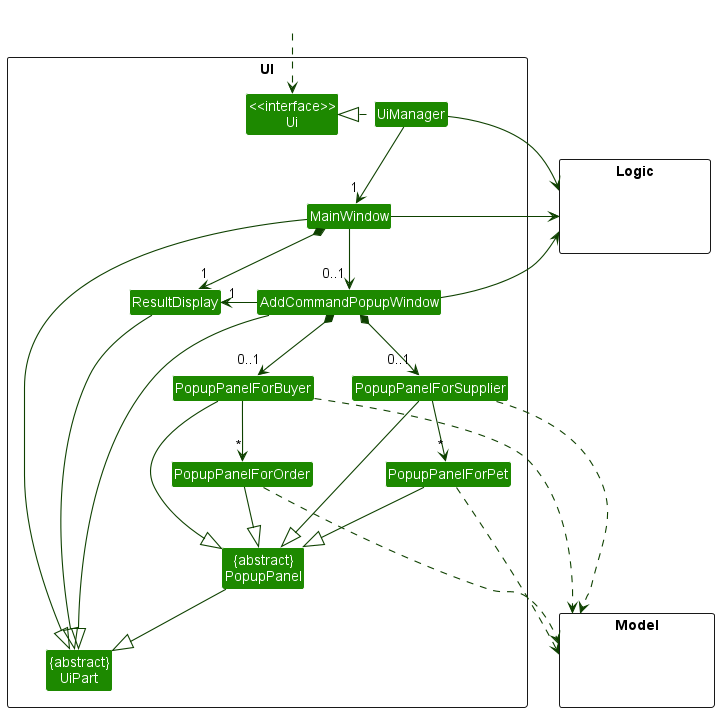 UI
<<interface>>
Ui
UiManager
Logic
1
MainWindow
1
0..1
ResultDisplay
1
AddCommandPopupWindow
0..1
0..1
PopupPanelForBuyer
PopupPanelForSupplier
*
*
PopupPanelForOrder
PopupPanelForPet
{abstract}
PopupPanel
Model
{abstract}
UiPart